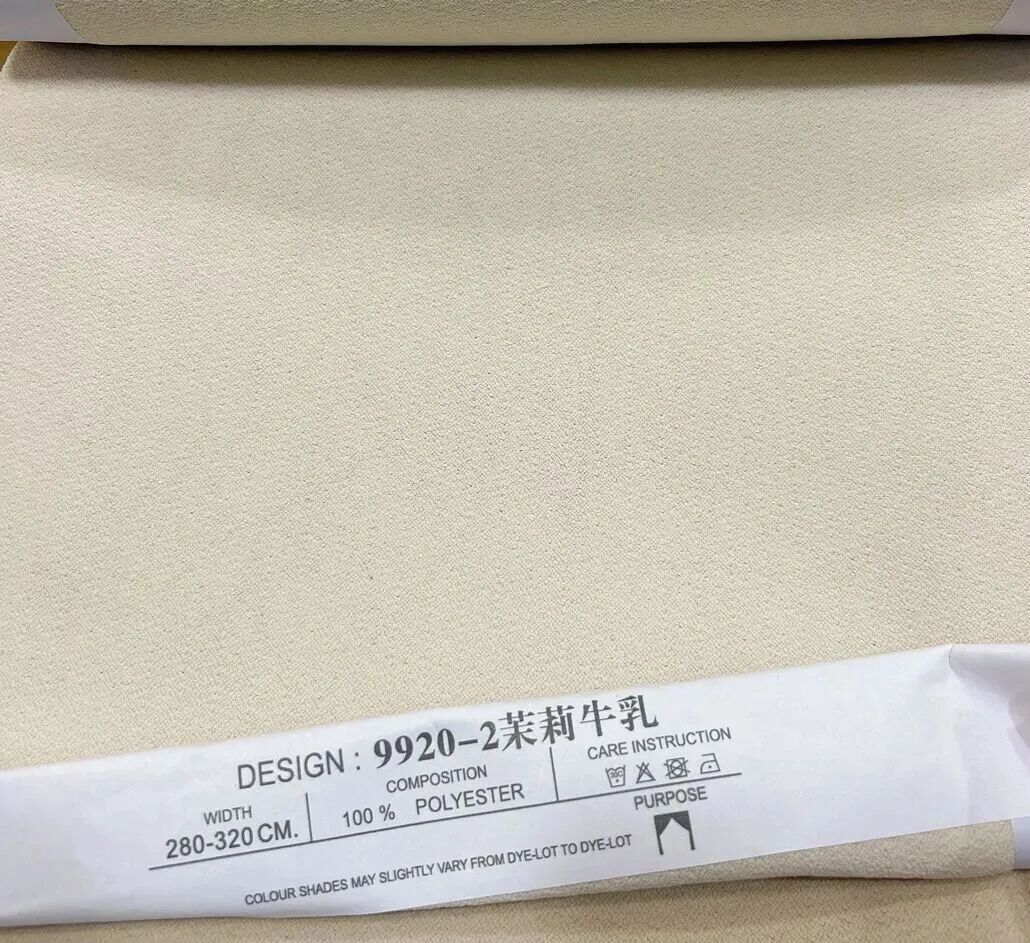 DESIGN : 9920-2茉莉牛乳
WIDTH
280-320 CM.
COMPOSITION
100 % POLYESTER
CARE INSTRUCTION
PURPOSE
COLOUR SHADES MAY SLIGHTLY VARY FROM DYE-LOT TO DYE-LOT